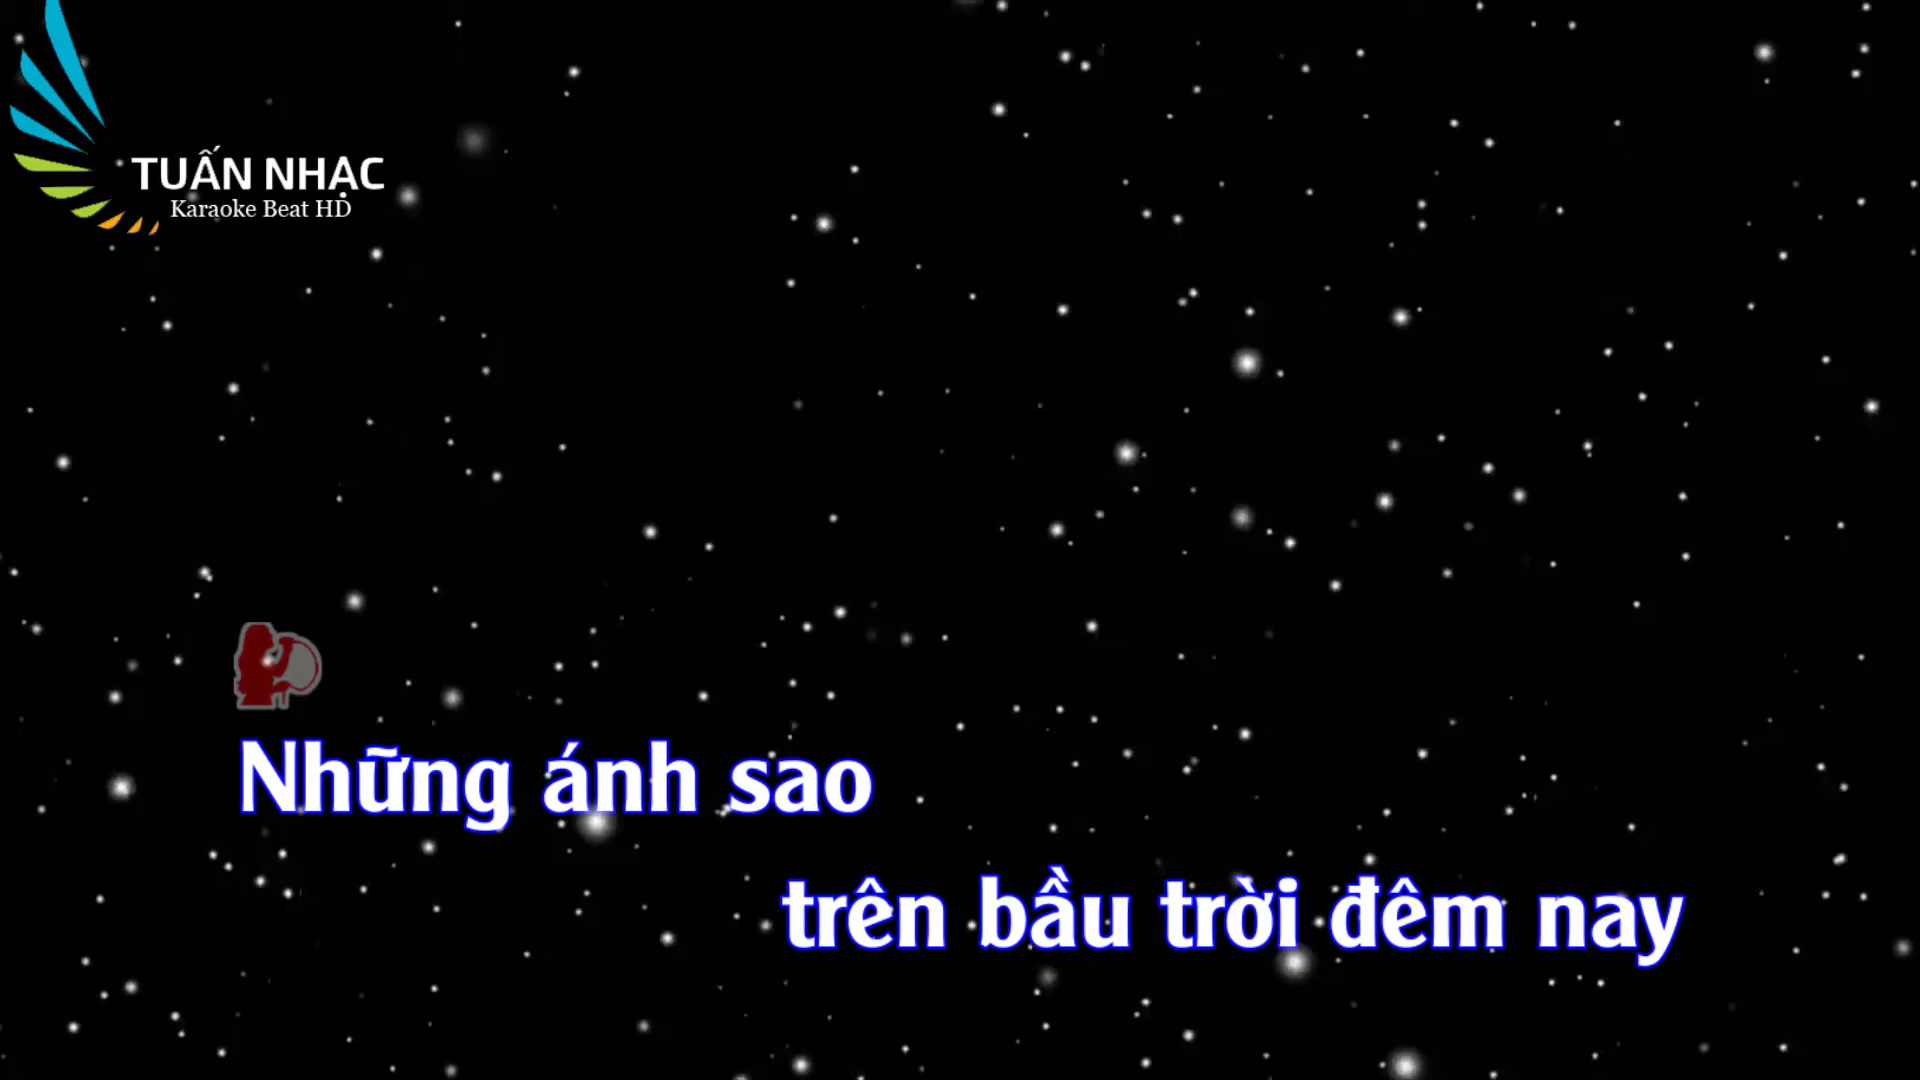 TUẤN NHẠC
Karaoke Beat HD
Những ánh sao
trên bầu trời đêm nay